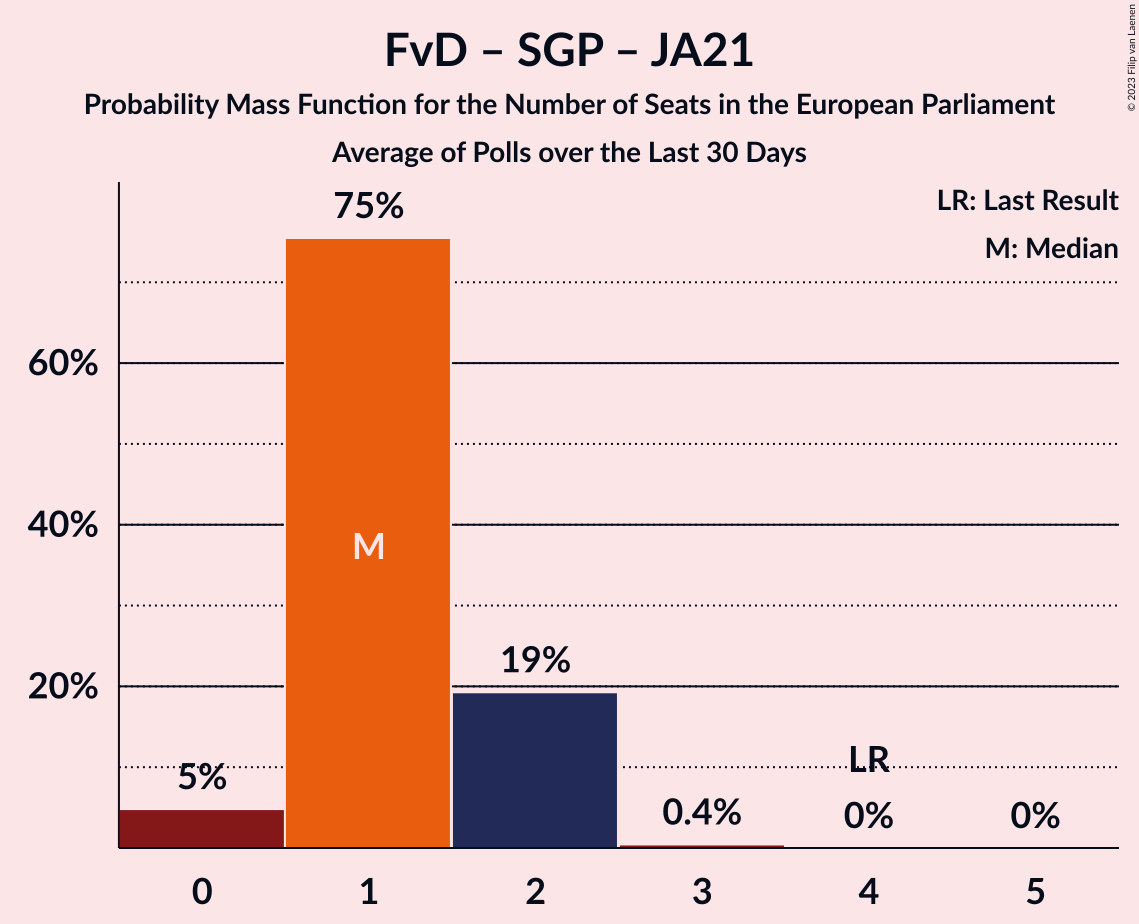 FvD – SGP – JA21
Probability Mass Function for the Number of Seats in the European Parliament
Average of Polls over the Last 30 Days
© 2023 Filip van Laenen
LR: Last Result
M: Median
75%
60%
40%
M
19%
20%
5%
LR
0.4%
0%
0%
0
1
2
3
4
5